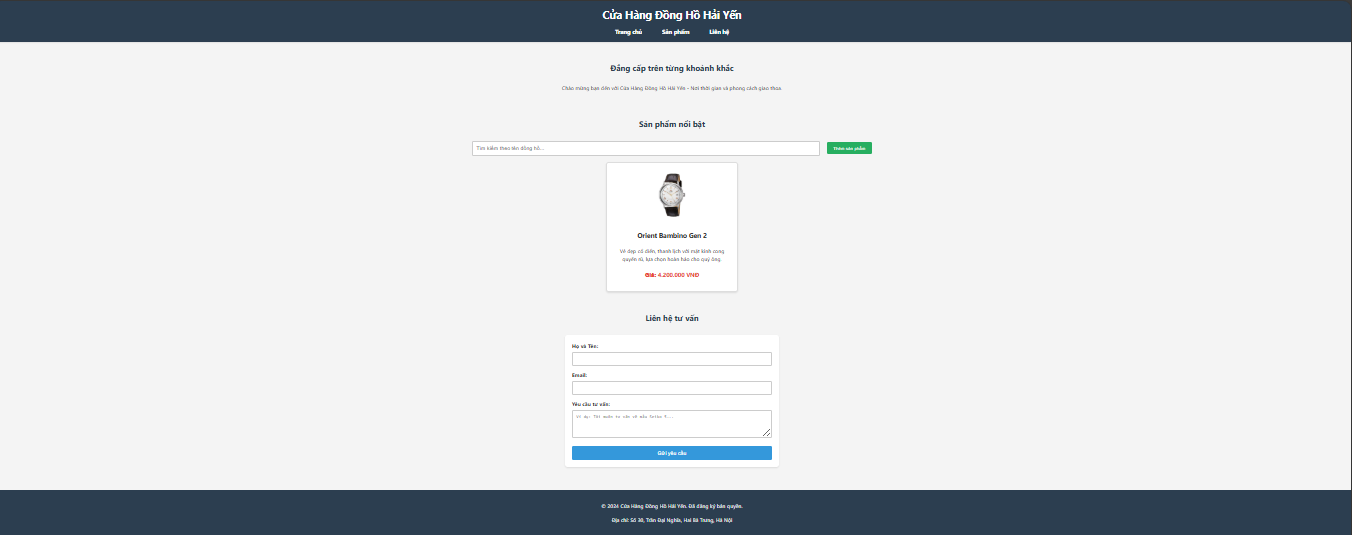 Cửa Hàng Đồng Hồ Hải Yến
Trang chủ Sản phẩm Liên hệ
Đẳng cấp trên từng khoảnh khắc
Chào mừng bạn đến với Cửa Hàng Đồng Hồ Hải Yến - Nơi thời gian và phong cách giao thoa.
Sản phẩm nổi bật
Tìm kiếm theo tên đồng hồ...
Thêm sản phẩm
Orient Bambino Gen 2
Vẻ đẹp cổ điển, thanh lịch với mặt kính cong
quyến rũ, lựa chọn hoàn hảo cho quý ông.
Giá: 4.200.000 VNĐ
Liên hệ tư vấn
Họ và Tên:
Email:
Yêu cầu tư vấn:
Ví dụ: Tôi muốn tư vấn về mẫu
Gửi yêu cầu
© 2024 Cửa Hàng Đồng Hồ Hải Yến. Đã đăng ký bản quyền.
Địa chỉ: Số 36, Trần Đại Nghĩa, Hai Bà Trưng, Hà Nội